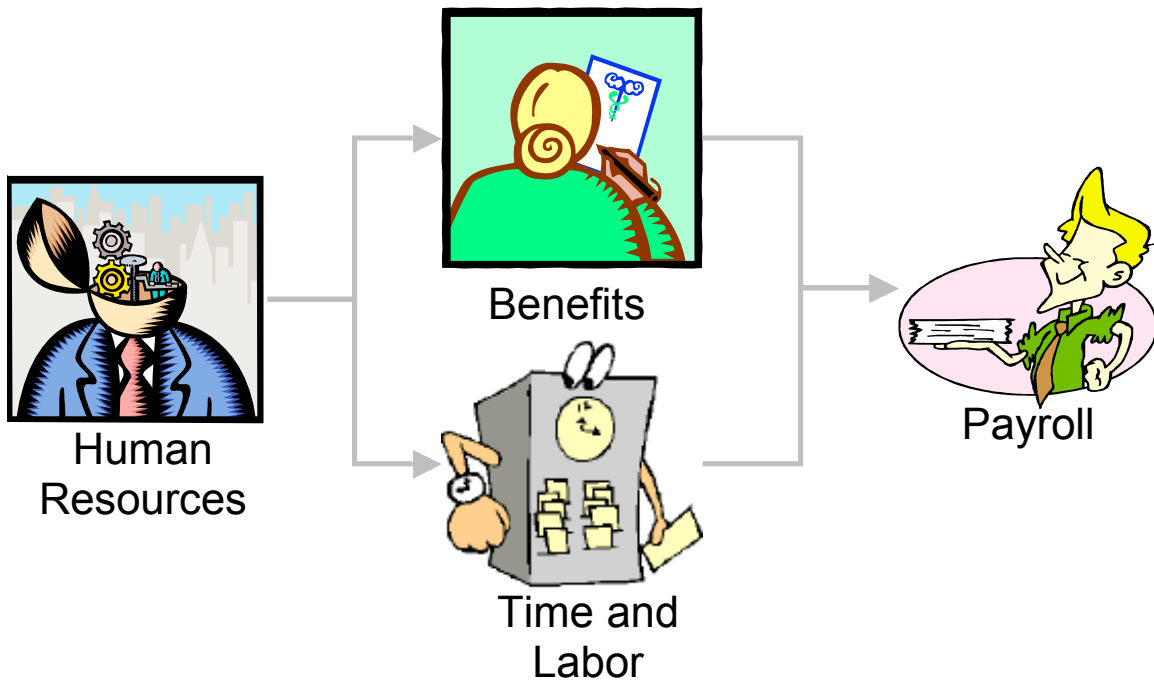 Human
Resources
Benefits
Time and
Labor
Payroll